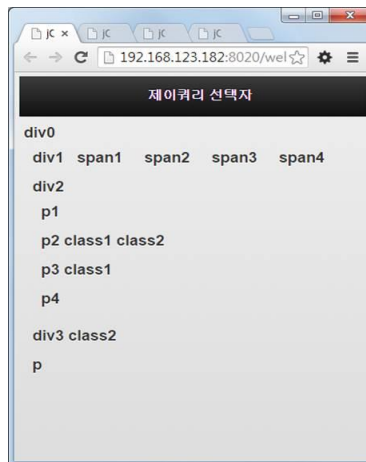 jC jC jC jC
192.168.123.182:8020/wel
제이쿼리 선택자
div0
div1 span1 span2 span3 span4
div2
p1
p2 class1 class2
p3 class1
p4
div3 class2
p